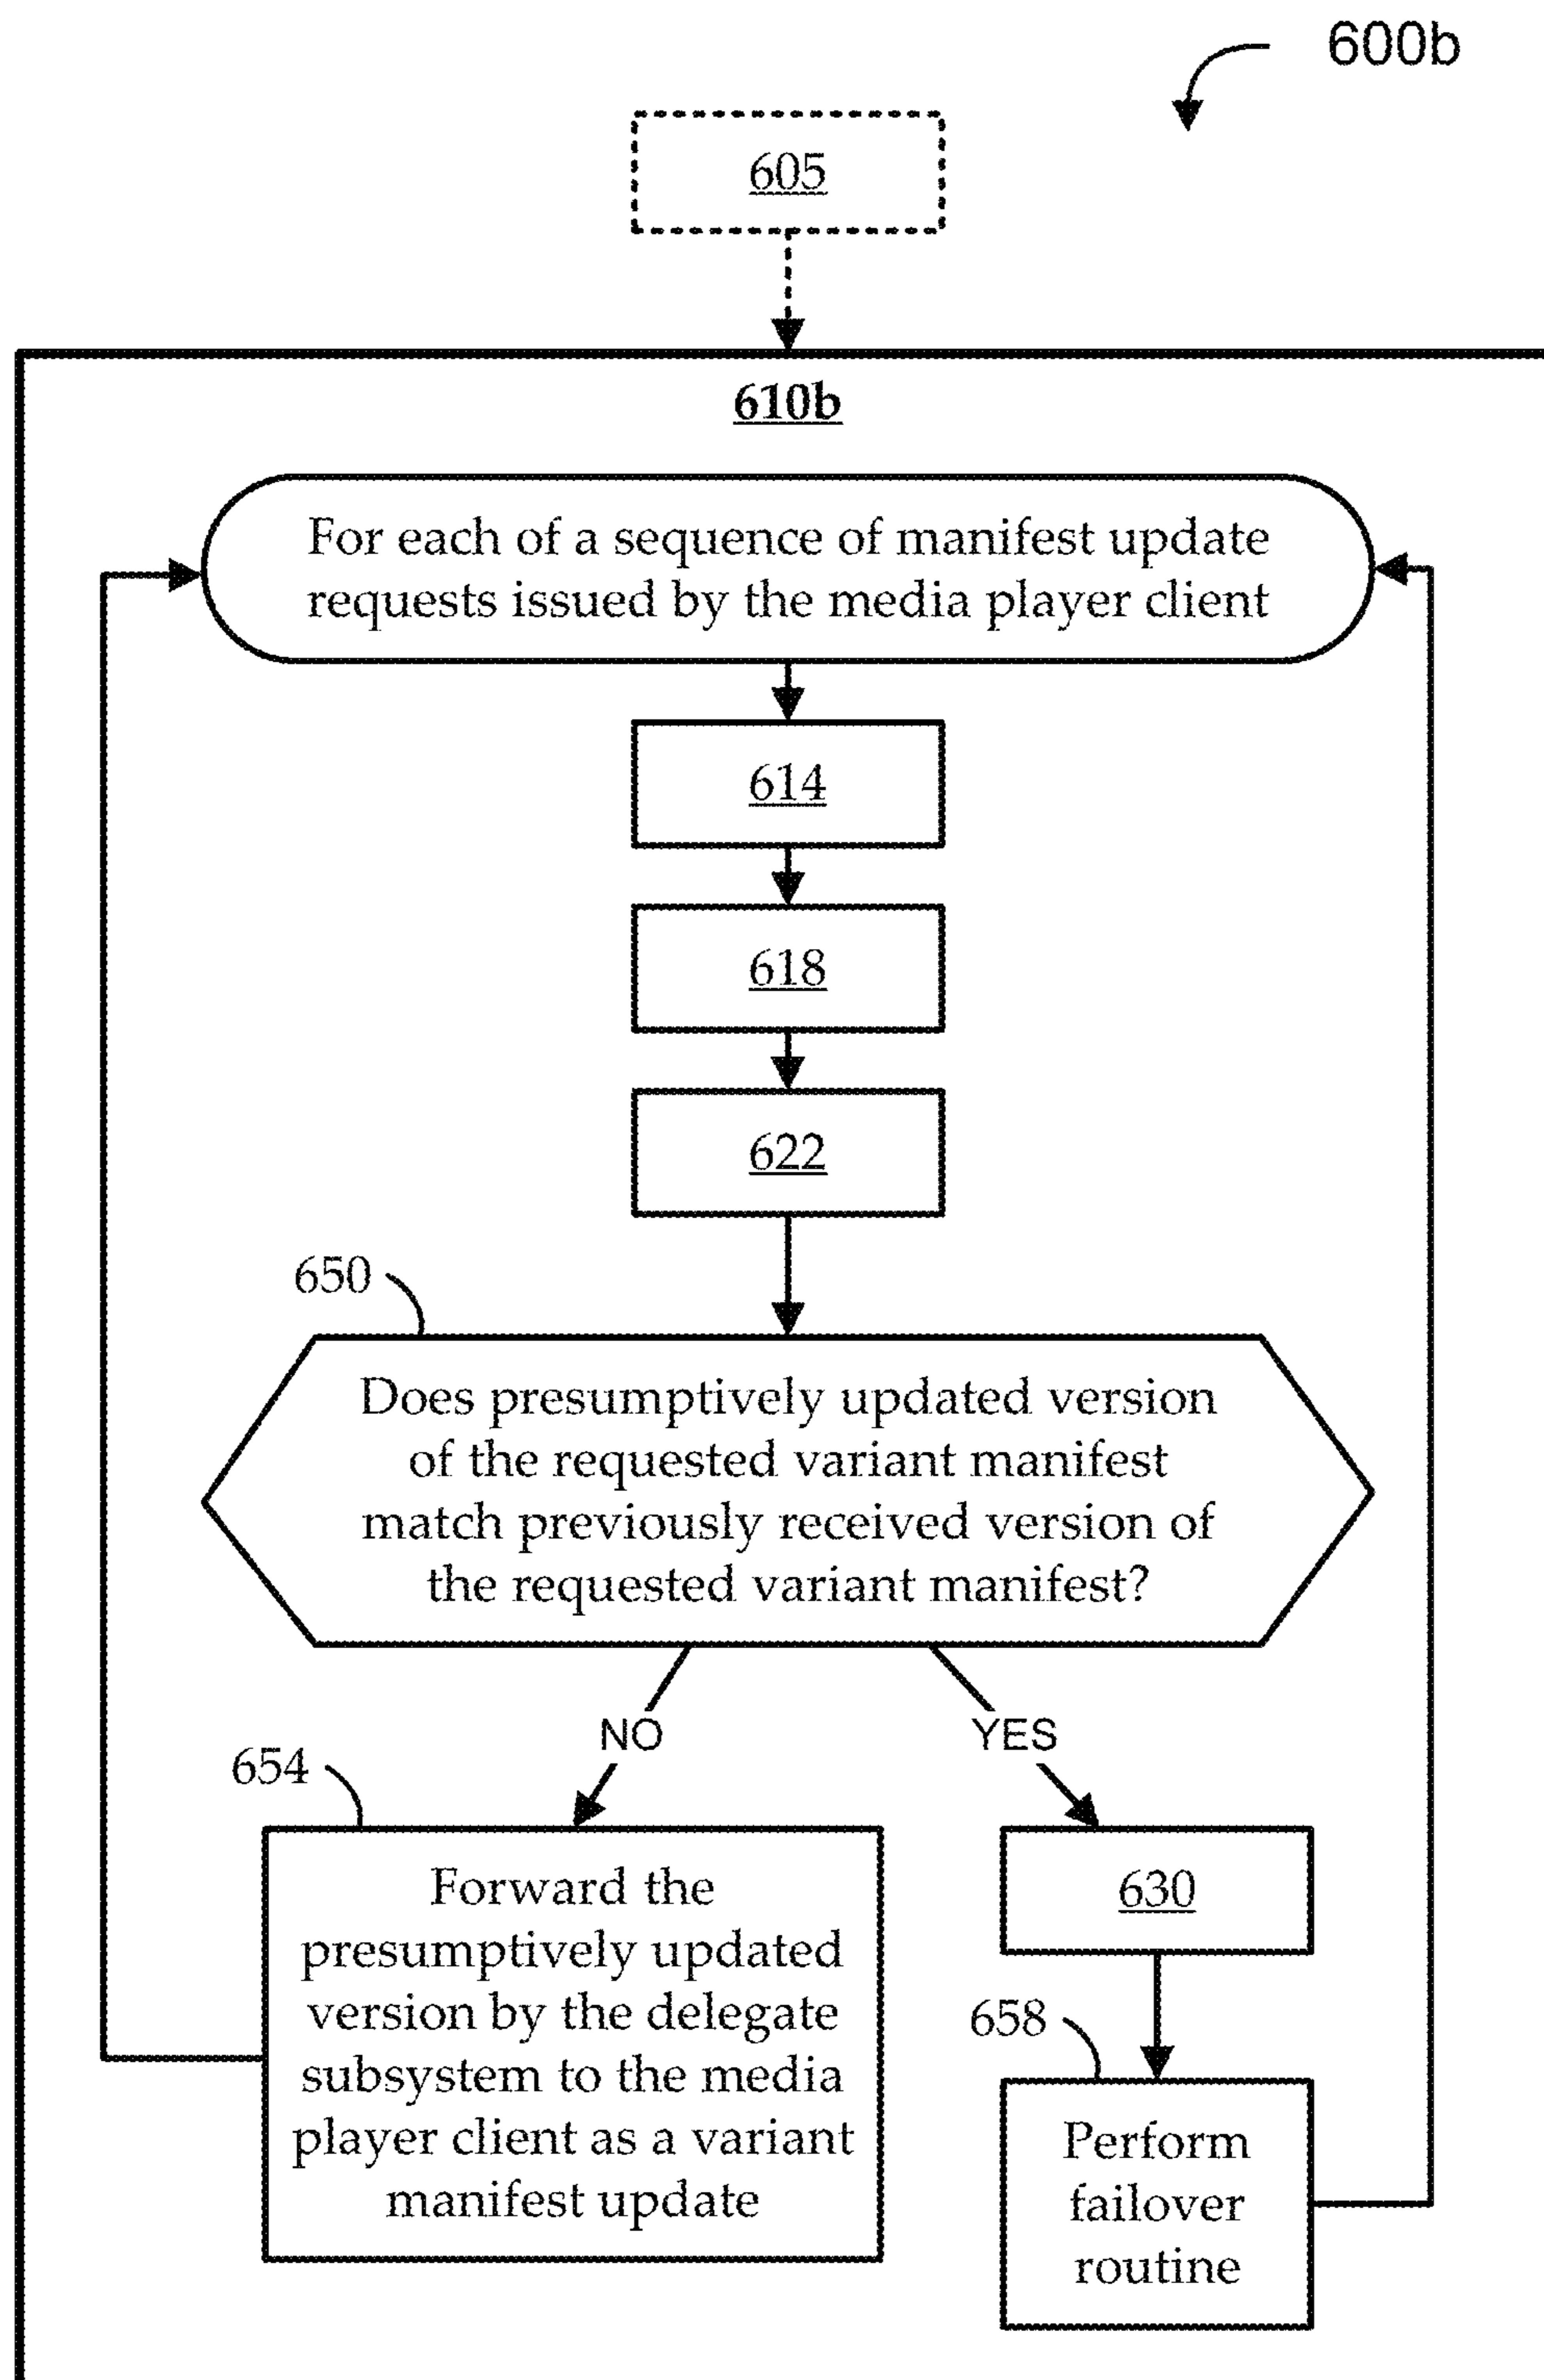 600b
605
610b
For each of a sequence of manifest update
requests issued by the media player client
614
618
622
650
Does presumptively updated version
of the requested variant manifest
match previously received version of
the requested variant manifest?
NO
YES
654
Forward the
presumptively updated
version by the delegate
subsystem to the media
player client as a variant
manifest update
630
658
Perform
failover
routine